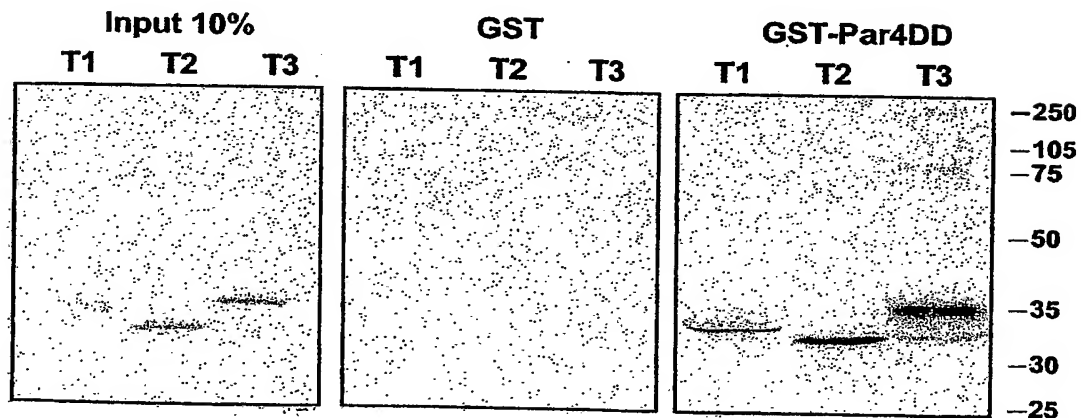 Input 10%
GST
GST-Par4DD
T1 T2 T3
T1 T2 T3
T1 T2 T3
–250
–105
–75
–50
–35
–30
–25